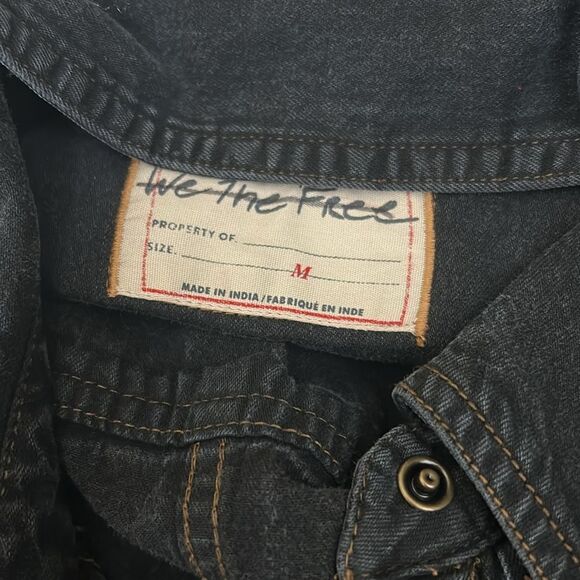 We The Free
PROPERTY OF
SIZE. M
MADE IN INDIA/FABRIQUÉ EN INDE